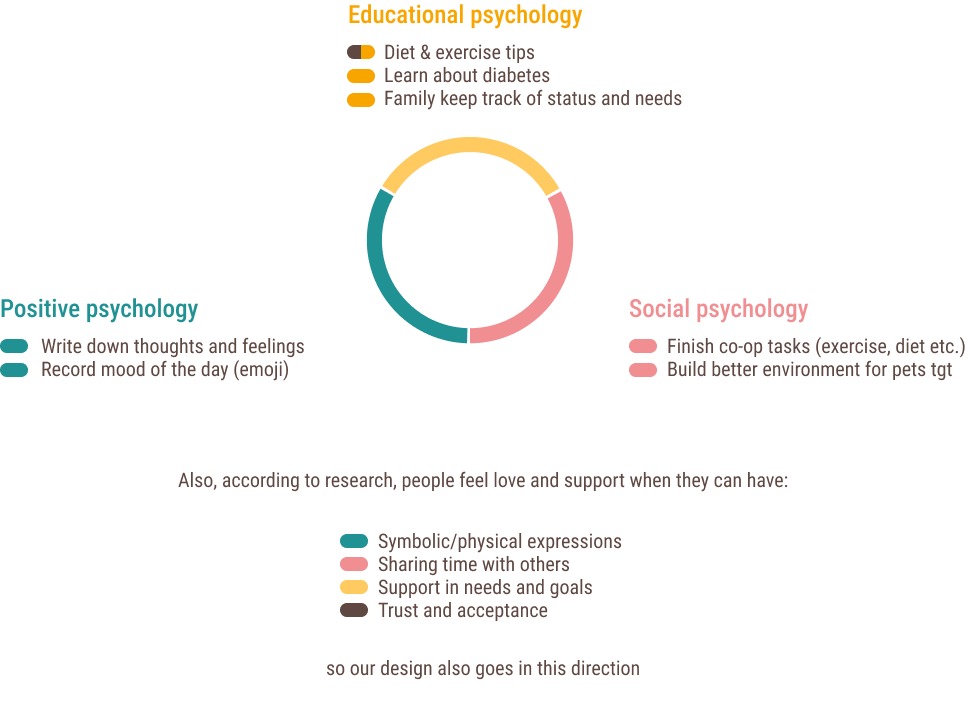 Educational psychology
Diet & exercise tips
Learn about diabetes
Family keep track of status and needs
Positive psychology
Write down thoughts and feelings
Record mood of the day (emoji)
Social psychology
Finish co-op tasks (exercise, diet etc.)
Build better environment for pets tgt
Also, according to research, people feel love and support when they can have:
Symbolic/physical expressions
Sharing time with others
Support in needs and goals
Trust and acceptance
so our design also goes in this direction